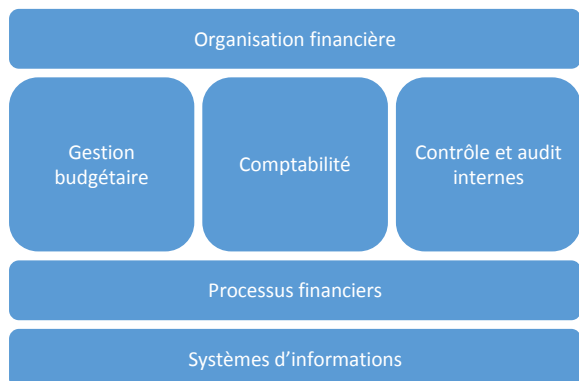 Organisation financière
Gestion
budgétaire
Comptabilité
Contrôle et audit
internes
Processus financiers
Systèmes d’informations